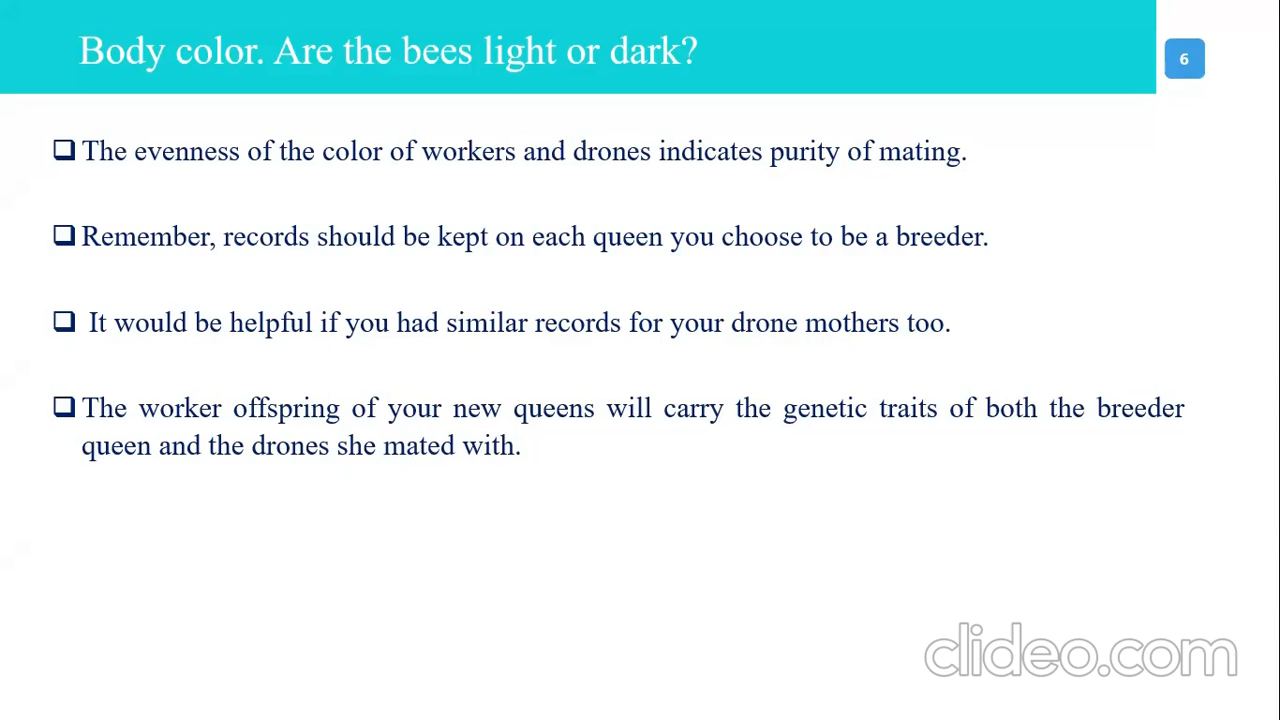 Body color. Are the bees light or dark?
6
❑ The evenness of the color of workers and drones indicates purity of mating.
❑ Remember, records should be kept on each queen you choose to be a breeder.
❑ It would be helpful if you had similar records for your drone mothers too.
❑ The worker offspring of your new queens will carry the genetic traits of both the breeder
queen and the drones she mated with.
clideo.com